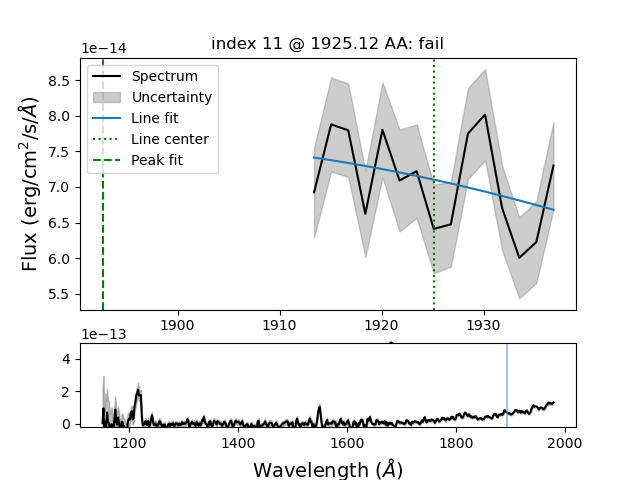 index 11 @ 1925.12 AA: fail
1e−14
Spectrum
Uncertainty
Line fit
Line center
Peak fit
Flux (erg/cm²/s/Å)
8.5
8.0
7.5
7.0
6.5
6.0
5.5
1900 1910 1920 1930
1e−13
4
2
0
1200 1400 1600 1800 2000
Wavelength (Å)